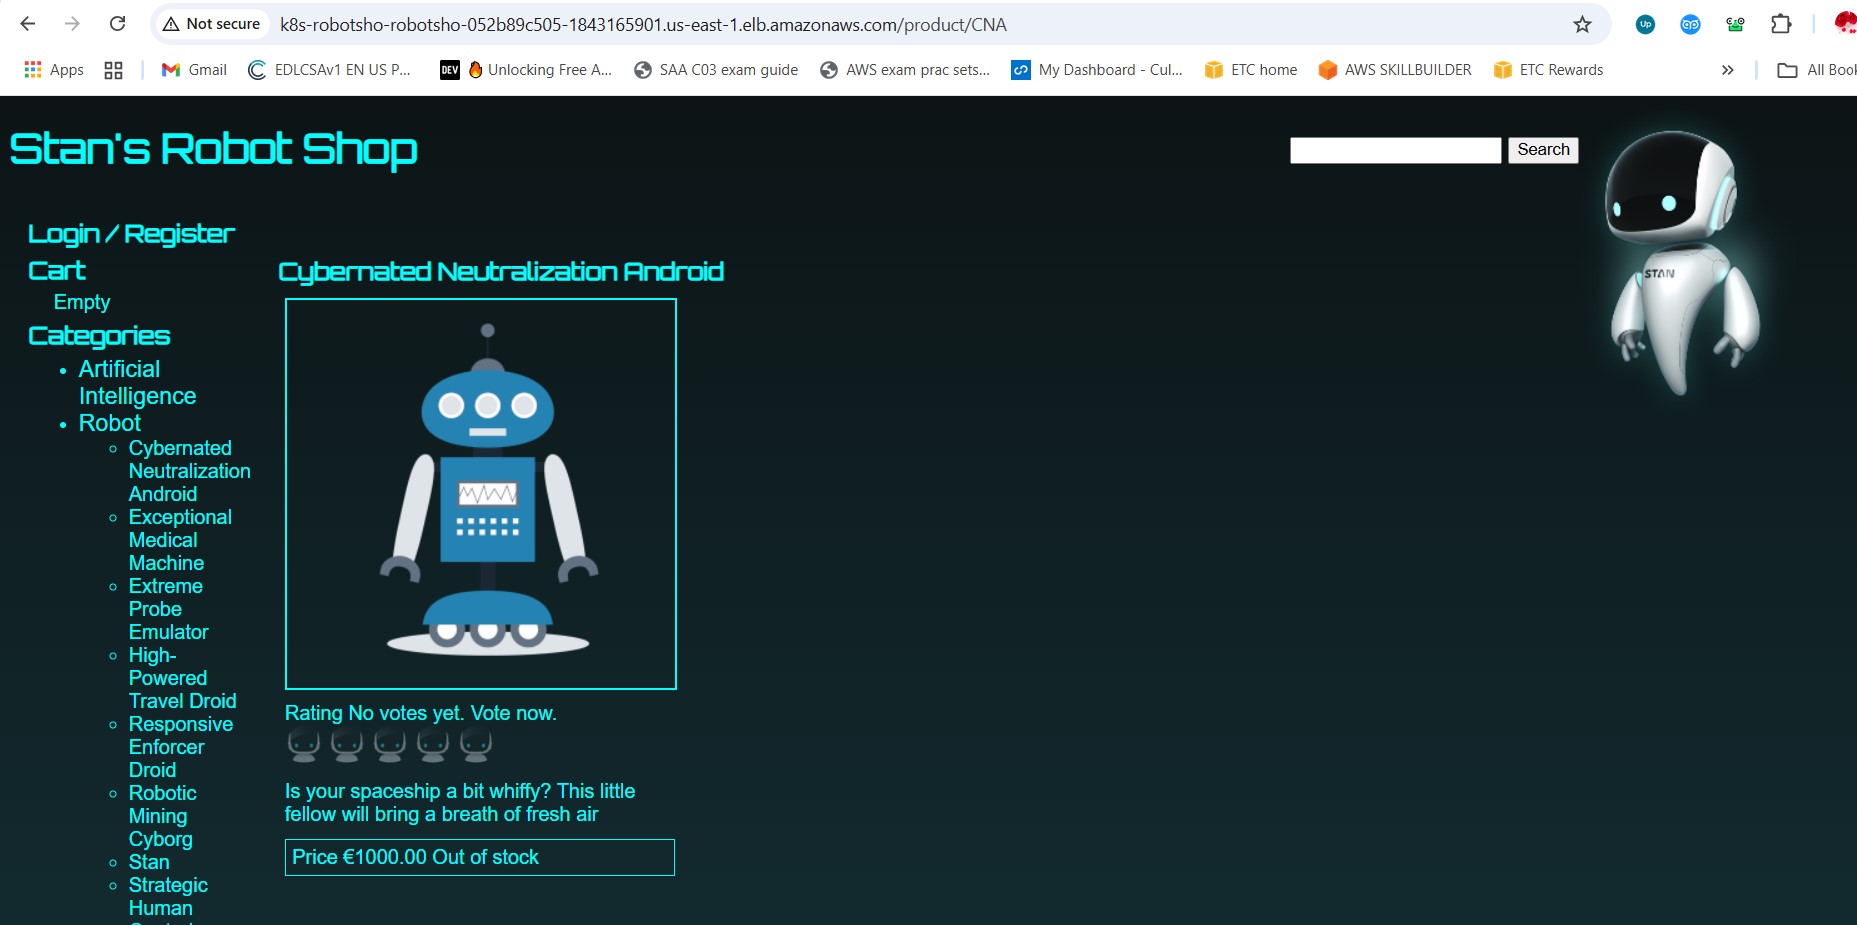 Not secure k8s-robotsho-robotsho-052b89c505-1843165901.us-east-1.elb.amazonaws.com/product/CNA Up
Apps Gmail EDLCSAv1 EN US P... DEV Unlocking Free A... SAA C03 exam guide AWS exam prac sets... My Dashboard - Cul... ETC home AWS SKILLBUILDER ETC Rewards » All Book
Stan's Robot Shop
Search
STAN
Login / Register
Cart
Empty
Categories
Artificial
Intelligence
Robot
Cybernated
Neutralization
Android
Exceptional
Medical
Machine
Extreme
Probe
Emulator
High-
Powered
Travel Droid
Responsive
Enforcer
Droid
Robotic
Mining
Cyborg
Stan
Strategic
Human
Cybernated Neutralization Android
Rating No votes yet. Vote now.
Is your spaceship a bit whiffy? This little
fellow will bring a breath of fresh air
Price €1000.00 Out of stock